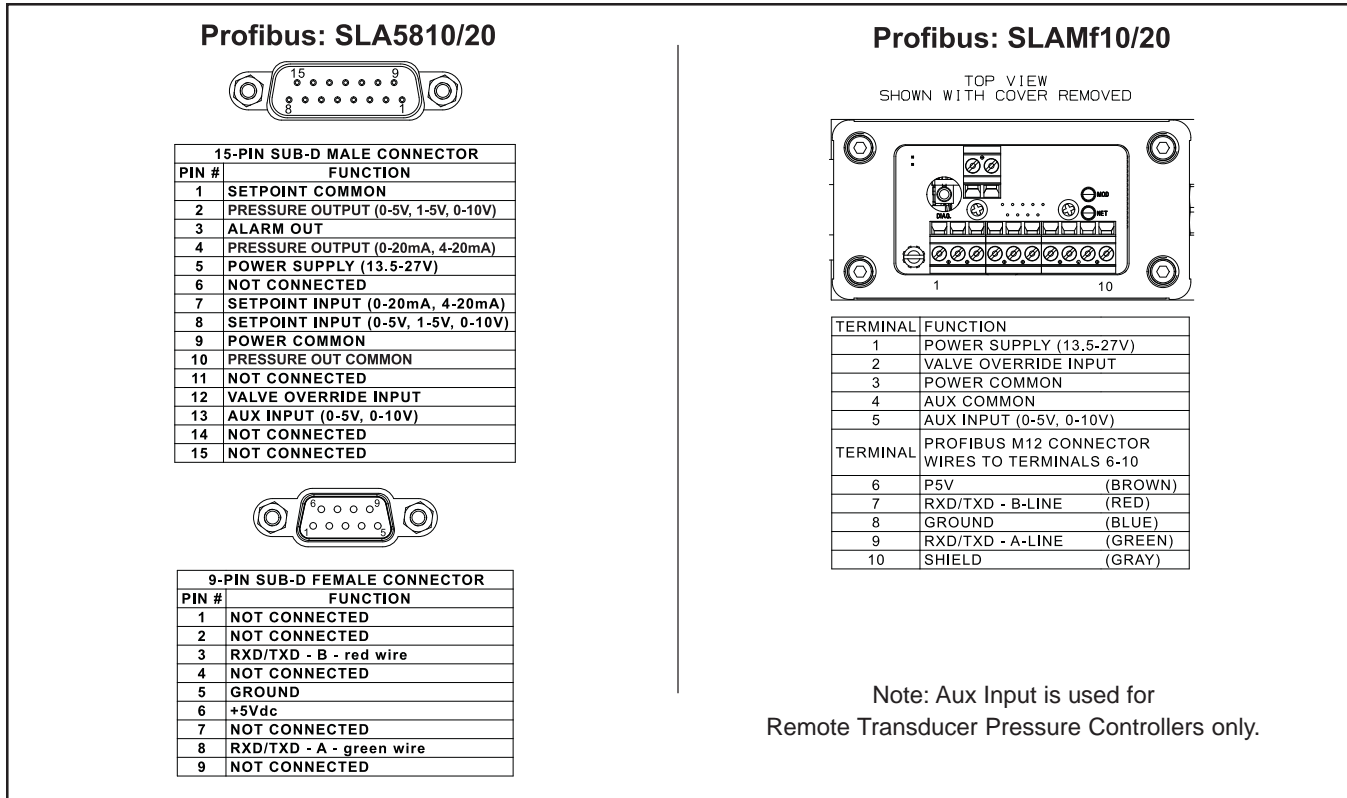 Profibus: SLA5810/20
15 9
8 1
15-PIN SUB-D MALE CONNECTOR
PIN # FUNCTION
1 SETPOINT COMMON
2 PRESSURE OUTPUT (0-5V, 1-5V, 0-10V)
3 ALARM OUT
4 PRESSURE OUTPUT (0-20mA, 4-20mA)
5 POWER SUPPLY (13.5-27V)
6 NOT CONNECTED
7 SETPOINT INPUT (0-20mA, 4-20mA)
8 SETPOINT INPUT (0-5V, 1-5V, 0-10V)
9 POWER COMMON
10 PRESSURE OUT COMMON
11 NOT CONNECTED
12 VALVE OVERRIDE INPUT
13 AUX INPUT (0-5V, 0-10V)
14 NOT CONNECTED
15 NOT CONNECTED
6 9
1 5
9-PIN SUB-D FEMALE CONNECTOR
PIN # FUNCTION
1 NOT CONNECTED
2 NOT CONNECTED
3 RXD/TXD - B - red wire
4 NOT CONNECTED
5 GROUND
6 +5Vdc
7 NOT CONNECTED
8 RXD/TXD - A - green wire
9 NOT CONNECTED
Profibus: SLAMf10/20
TOP VIEW
SHOWN WITH COVER REMOVED
MOD
DIAG. NET
1 10
TERMINAL FUNCTION
1 POWER SUPPLY (13.5-27V)
2 VALVE OVERRIDE INPUT
3 POWER COMMON
4 AUX COMMON
5 AUX INPUT (0-5V, 0-10V)
TERMINAL PROFIBUS M12 CONNECTOR
WIRES TO TERMINALS 6-10
6 P5V (BROWN)
7 RXD/TXD - B-LINE (RED)
8 GROUND (BLUE)
9 RXD/TXD - A-LINE (GREEN)
10 SHIELD (GRAY)
Note: Aux Input is used for
Remote Transducer Pressure Controllers only.